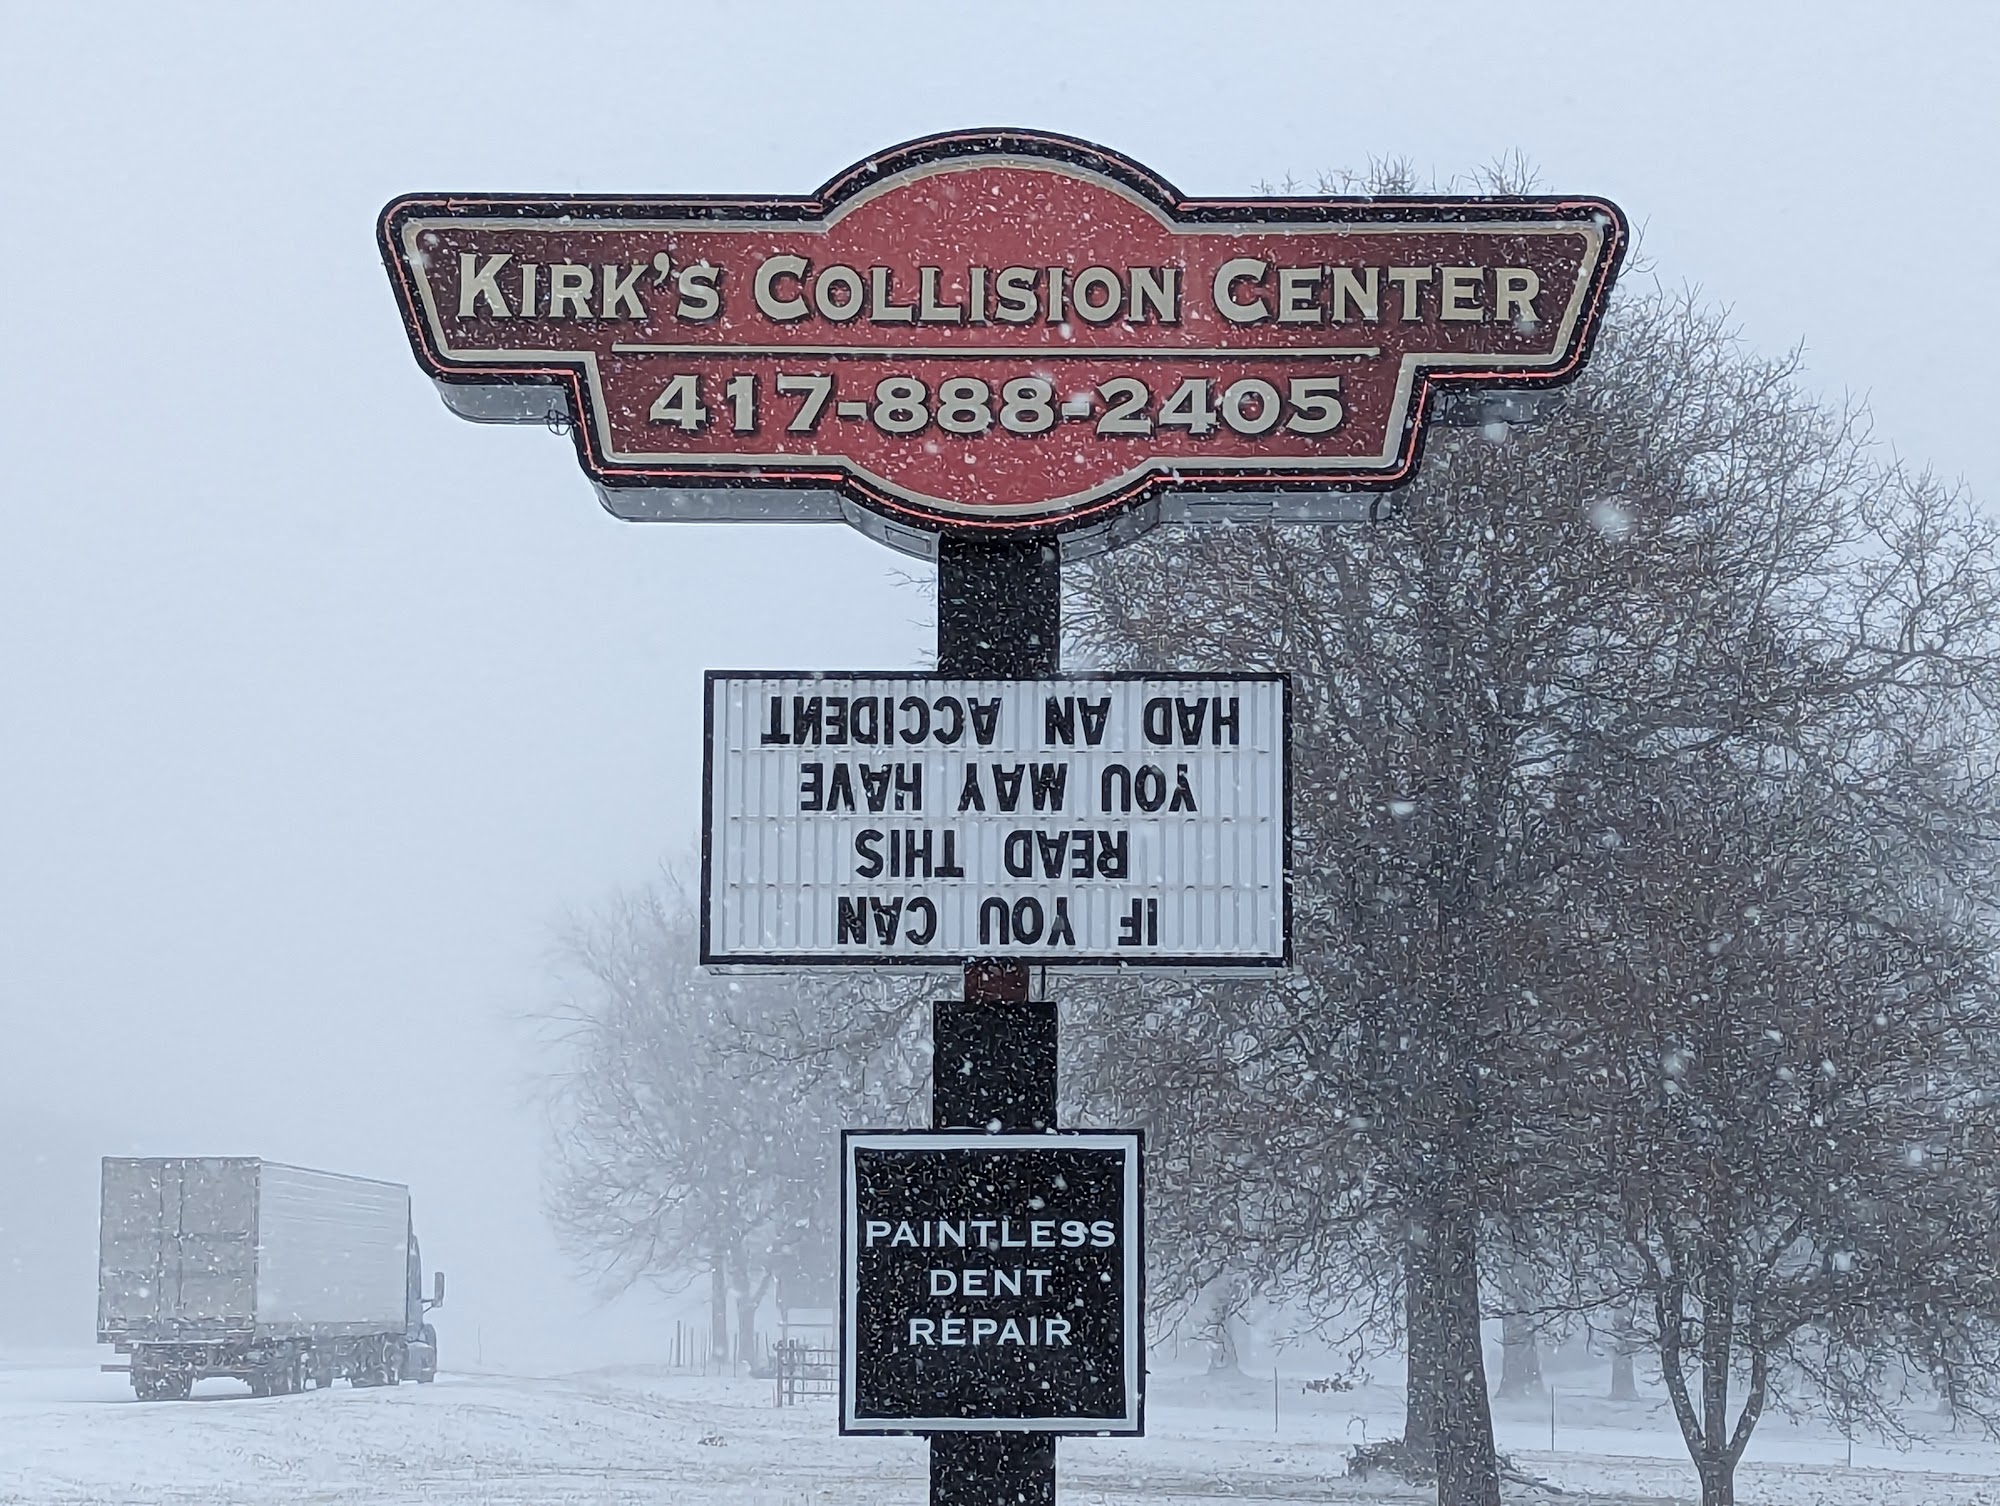 KIRK'S COLLISION CENTER
417-888-2405
IF YOU CAN
READ THIS
YOU MAY HAVE
HAD AN ACCIDENT
PAINTLESS
DENT
REPAIR